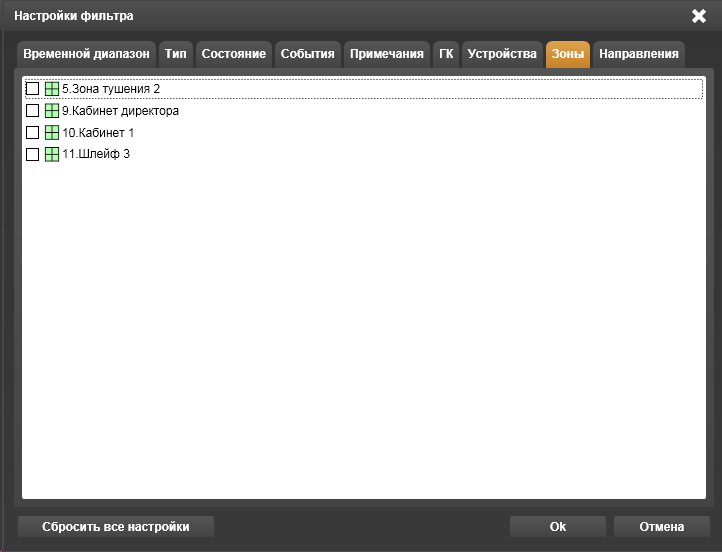 Настройки фильтра
Временной диапазон Тип Состояние События Примечания ГК Устройства Зоны Направления
5.Зона тушения 2
9.Кабинет директора
10.Кабинет 1
11.Шлейф 3
Сбросить все настройки Ok Отмена